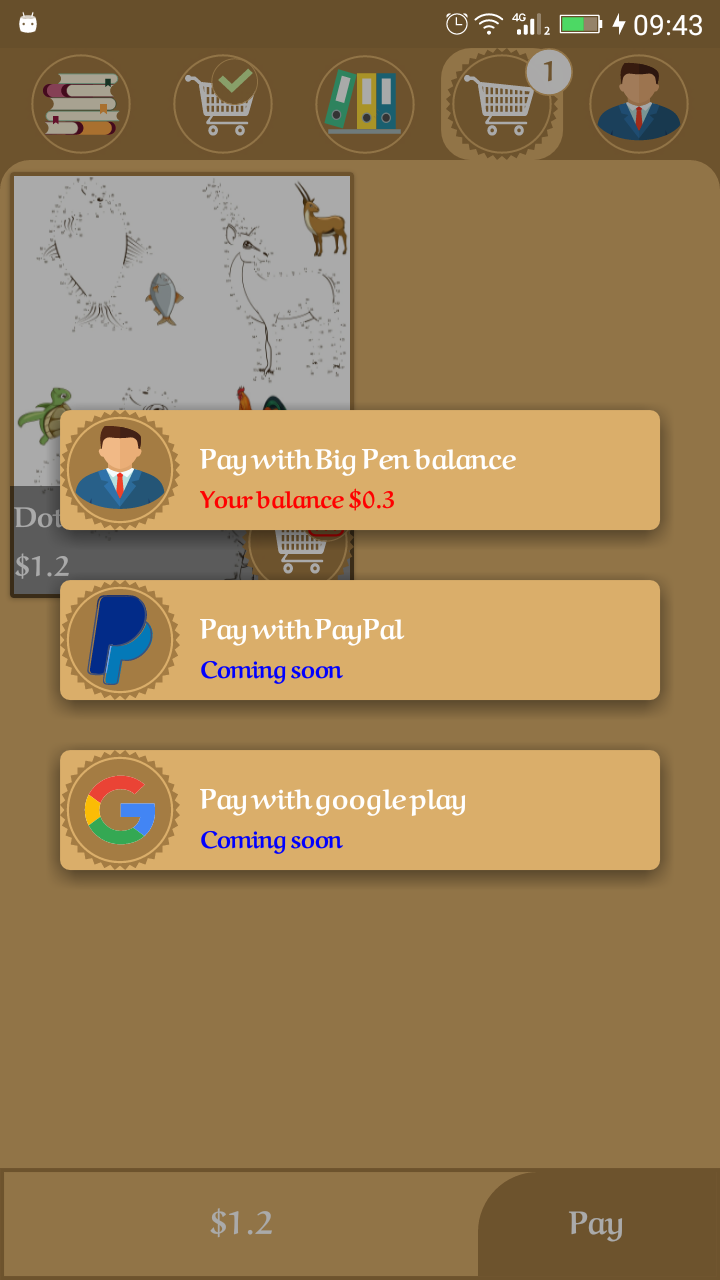 4G
2
09:43
1
Dot
$1.2
Pay with Big Pen balance
Your balance $0.3
Pay with PayPal
Coming soon
Pay with google play
Coming soon
$1.2
Pay